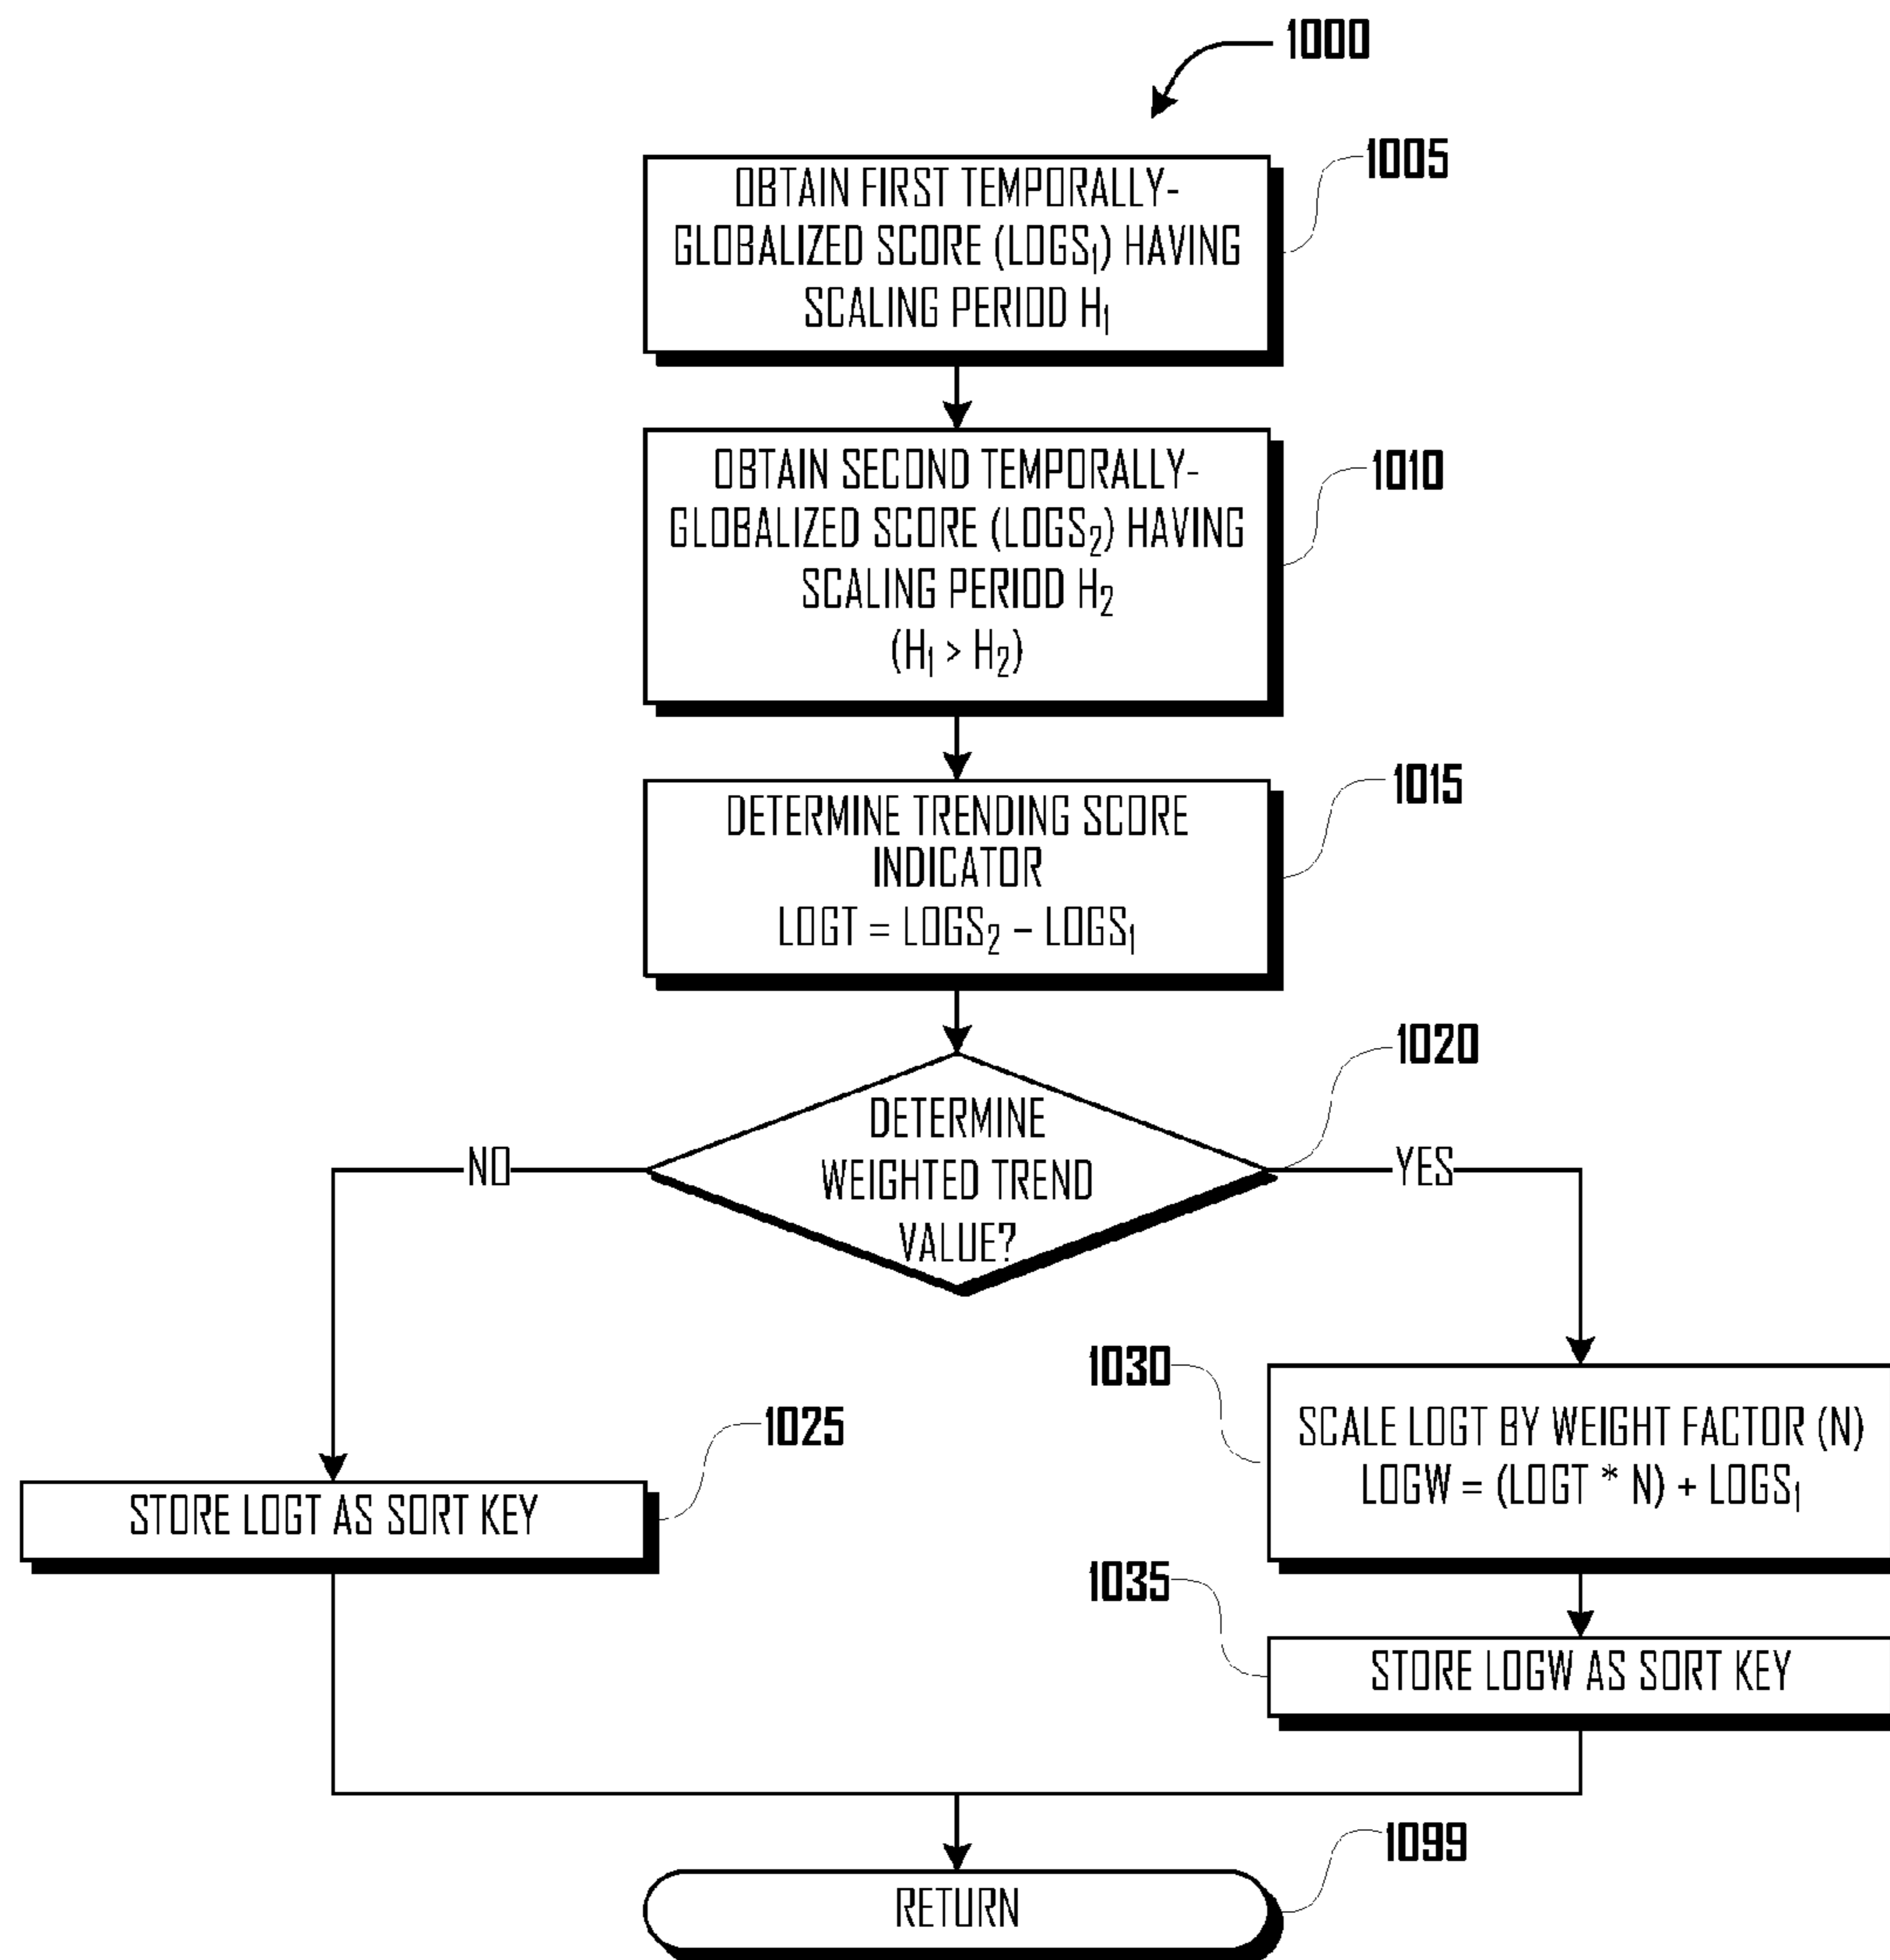 1000
1005
OBTAIN FIRST TEMPORALLY-
GLOBALIZED SCORE (LOGS₁) HAVING
SCALING PERIOD H₁
1010
OBTAIN SECOND TEMPORALLY-
GLOBALIZED SCORE (LOGS₂) HAVING
SCALING PERIOD H₂
(H₁ > H₂)
1015
DETERMINE TRENDING SCORE
INDICATOR
LOGT = LOGS₂ – LOGS₁
1020
DETERMINE
WEIGHTED TREND
VALUE?
NO
YES
1025
STORE LOGT AS SORT KEY
1030
SCALE LOGT BY WEIGHT FACTOR (N)
LOGW = (LOGT * N) + LOGS₁
1035
STORE LOGW AS SORT KEY
1099
RETURN